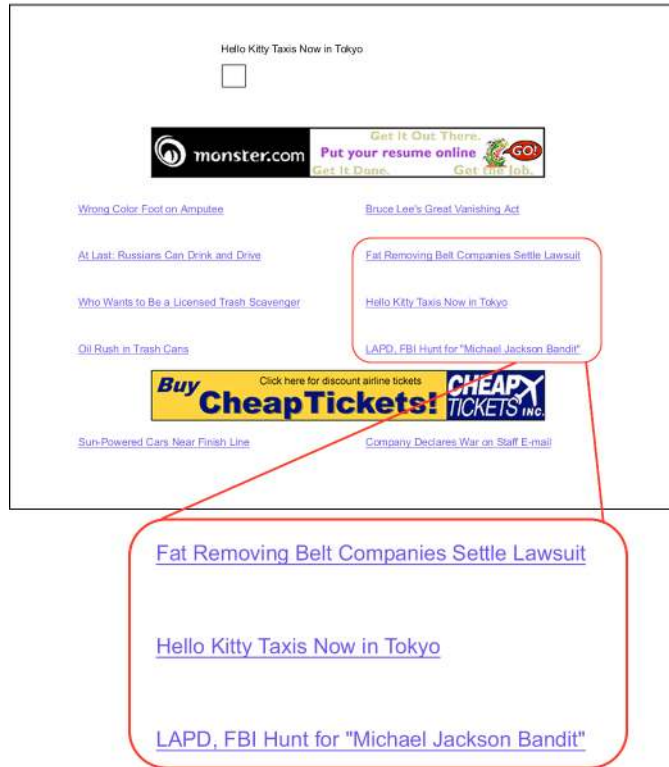 Hello Kitty Taxis Now in Tokyo
monster.com
Get It Out There.
Put your resume online
GO!
Get It Done. Get the Job.
Wrong Color Foot on Amputee
Bruce Lee's Great Vanishing Act
At Last: Russians Can Drink and Drive
Fat Removing Belt Companies Settle Lawsuit
Who Wants to Be a Licensed Trash Scavenger
Hello Kitty Taxis Now in Tokyo
Oil Rush in Trash Cans
LAPD, FBI Hunt for "Michael Jackson Bandit"
Buy
Click here for discount airline tickets
CheapTickets!
CHEAP
TICKETS INC.
Sun-Powered Cars Near Finish Line
Company Declares War on Staff E-mail
Fat Removing Belt Companies Settle Lawsuit
Hello Kitty Taxis Now in Tokyo
LAPD, FBI Hunt for "Michael Jackson Bandit"